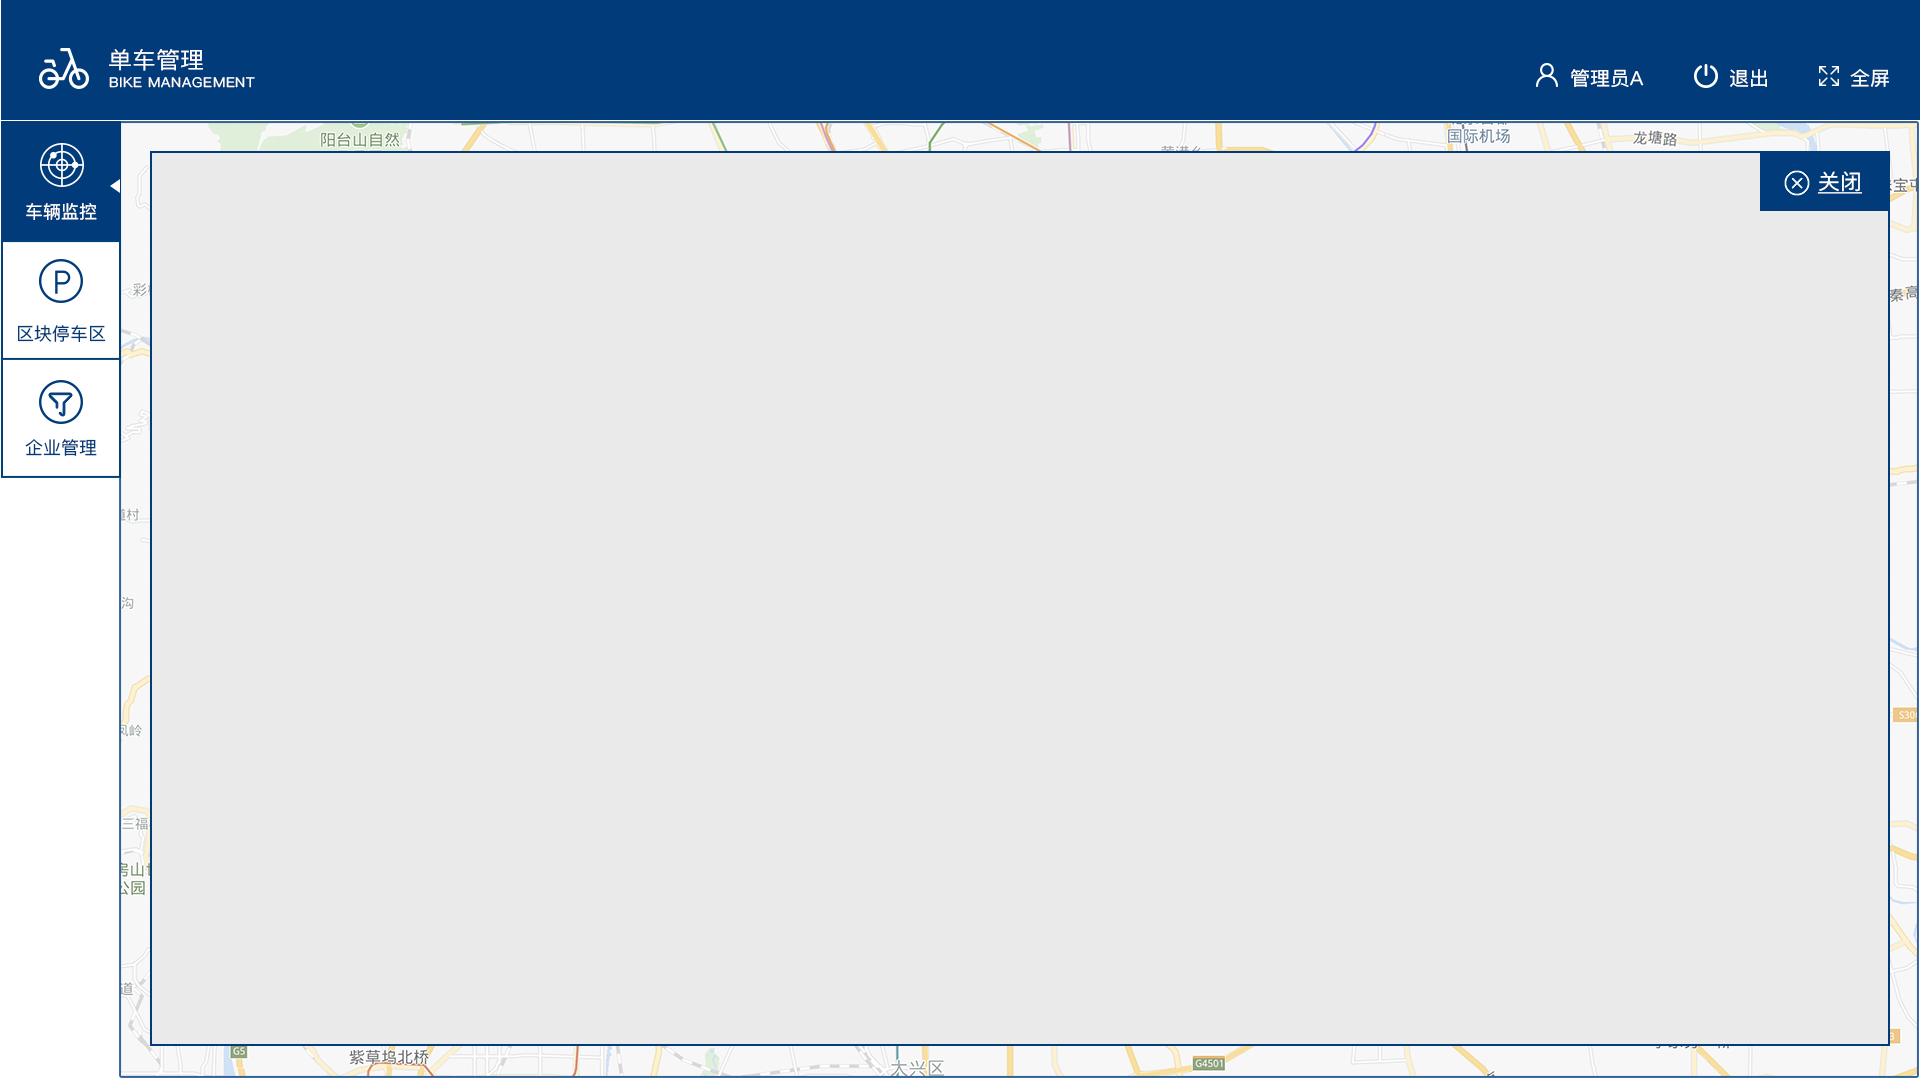 单车管理
BIKE MANAGEMENT
管理员A
退出
全屏
阳台山自然
国际机场
龙塘路
关闭
车辆监控
P
区块停车区
企业管理
村
沟
岭
三福
房山
公园
道
秦高
S30
G5
紫草坞北桥
大兴区
G4501